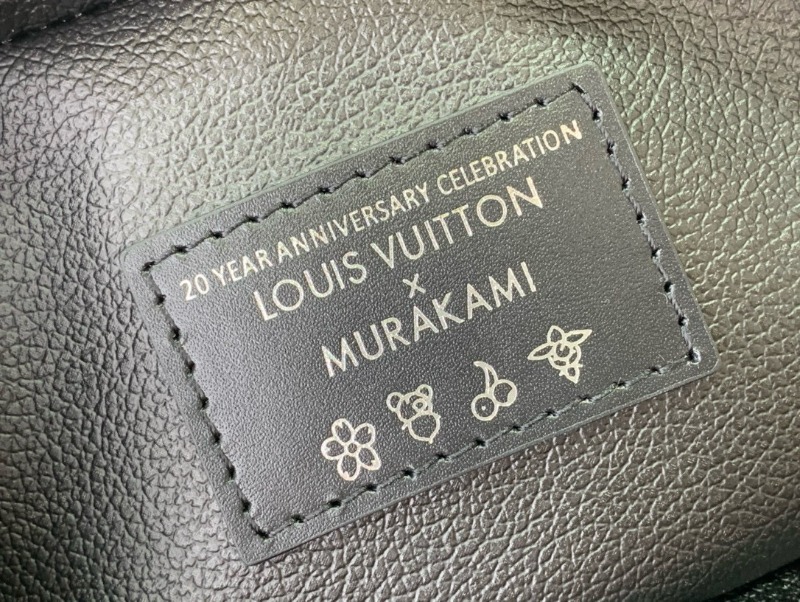 20 YEAR ANNIVERSARY CELEBRATION
LOUIS VUITTON
x
MURAKAMI